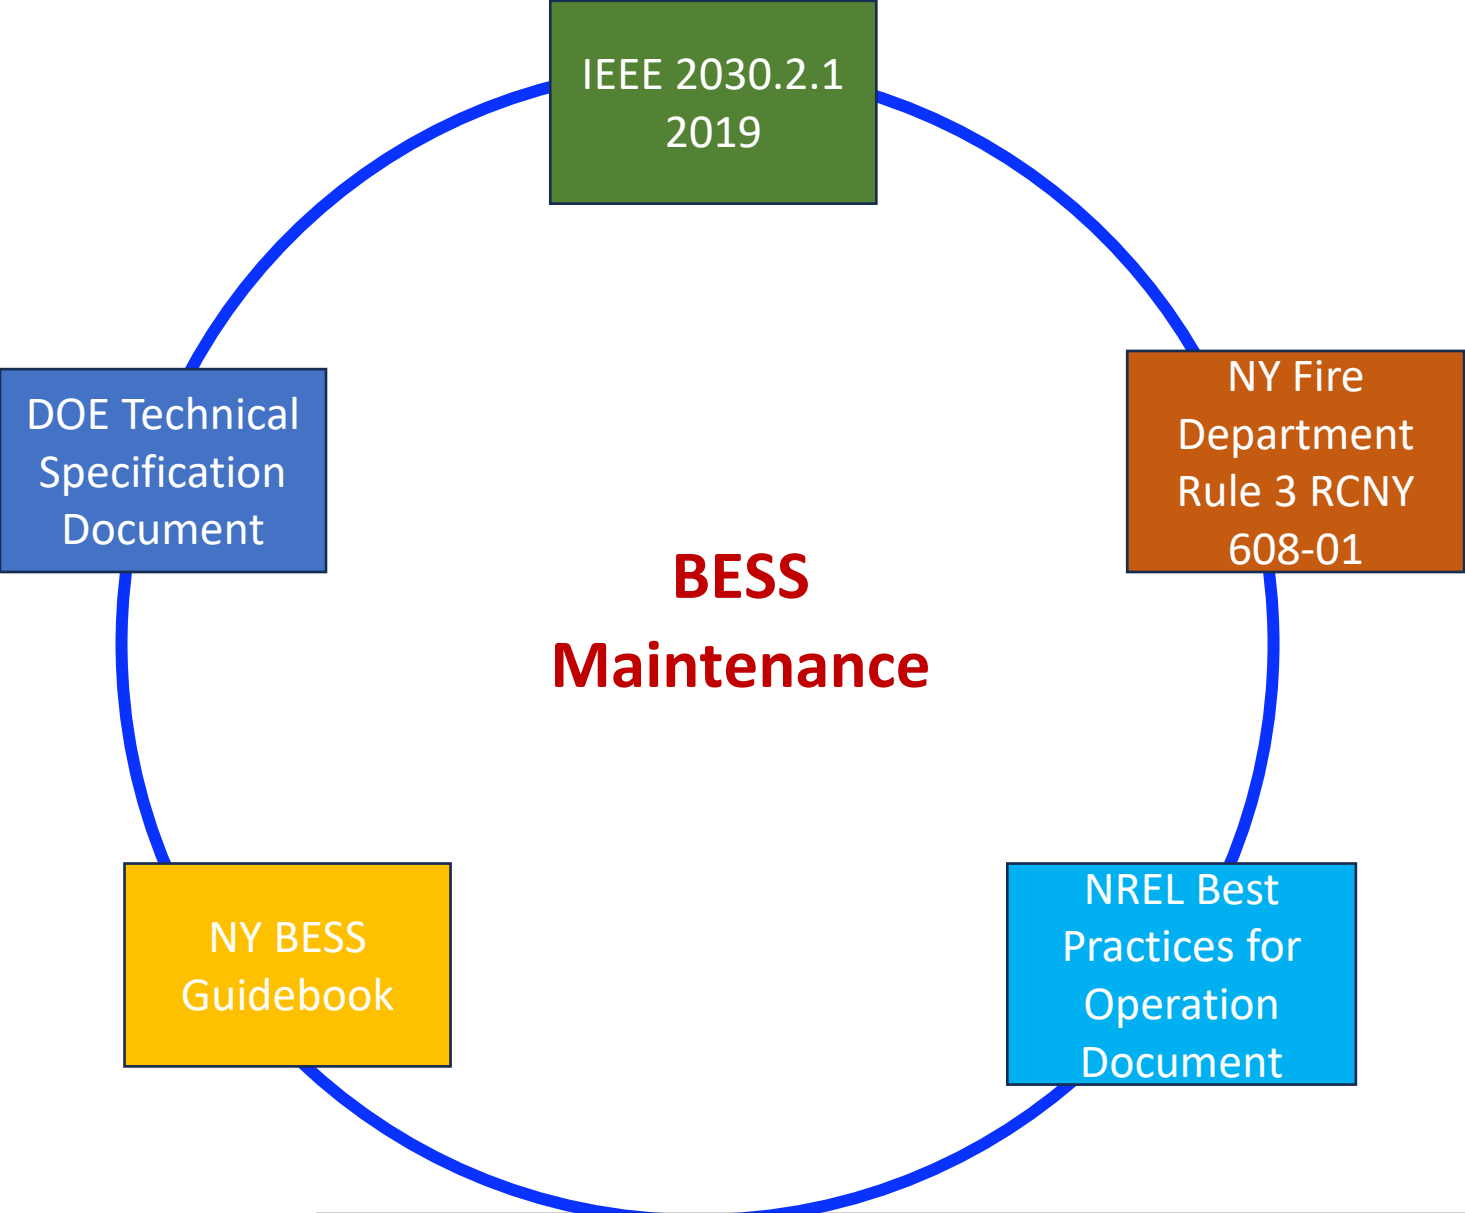 IEEE 2030.2.1
2019
NY Fire
Department
Rule 3 RCNY
608-01
DOE Technical
Specification
Document
BESS
Maintenance
NREL Best
Practices for
Operation
Document
NY BESS
Guidebook